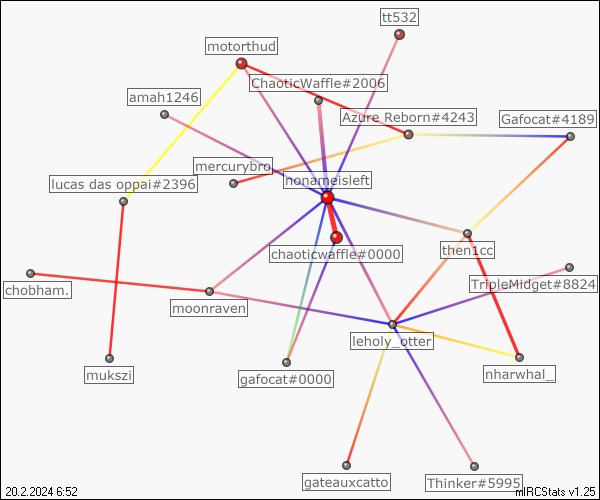 tt532
motorthud
ChaoticWaffle#2006
amah1246
Azure Reborn#4243
Gafocat#4189
mercurybro
nonameisleft
lucas das oppai#2396
then1cc
chaoticwaffle#0000
TripleMidget#8824
chobham.
moonraven
leholy_otter
mukszi
gafocat#0000
nharwhal_
gateauxcatto
Thinker#5995
20.2.2024 6:52
mIRCStats v1.25